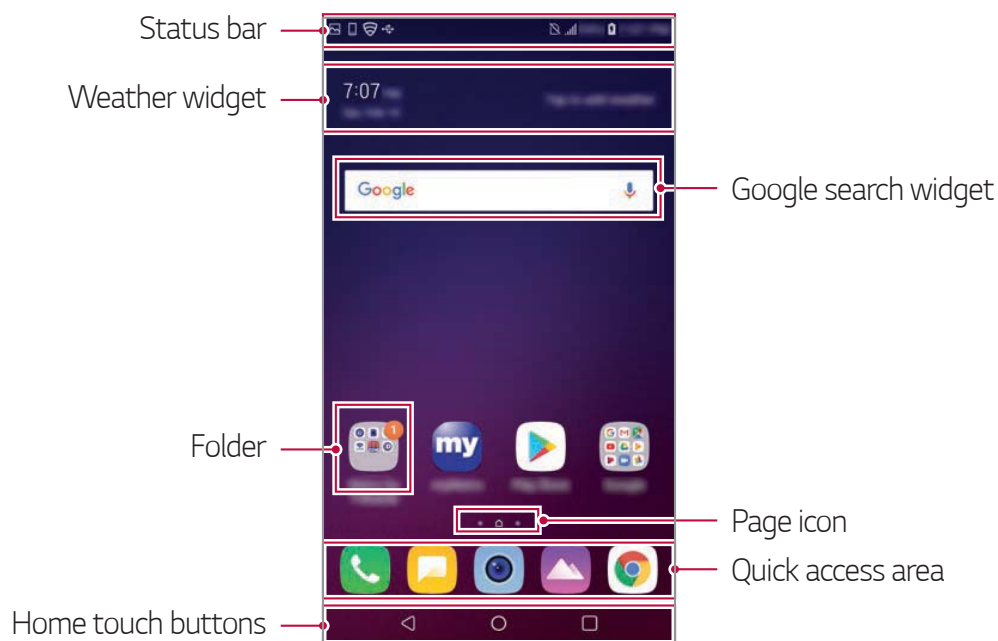 Status bar
Weather widget
7:07
Google
Google search widget
1
my
Folder
Page icon
Quick access area
Home touch buttons